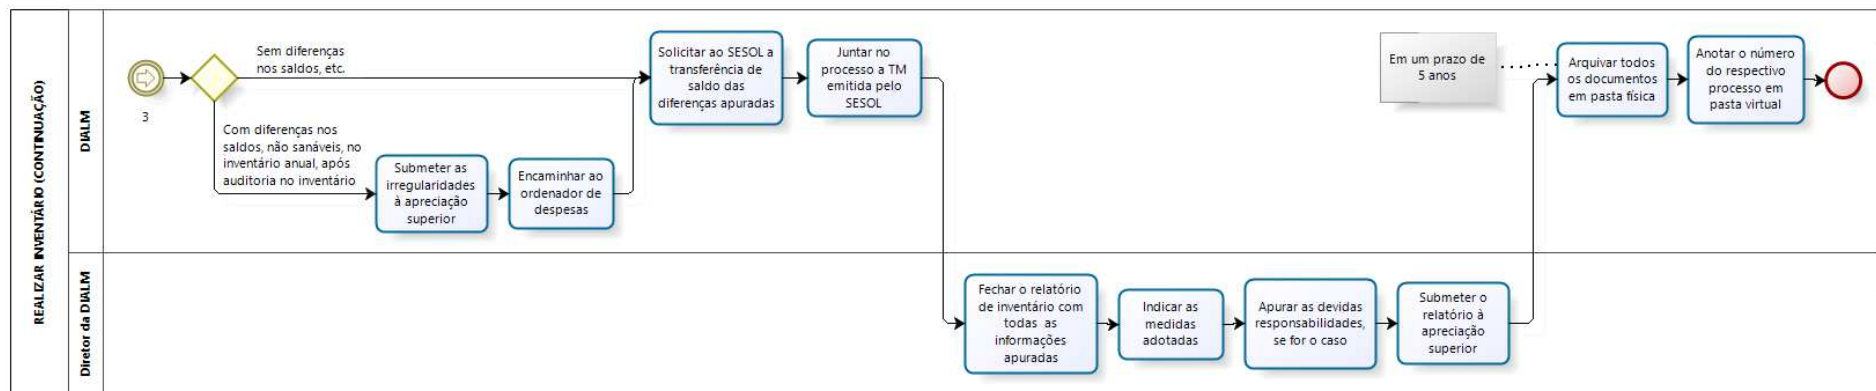 REALIZAR INVENTÁRIO (CONTINUAÇÃO)
DIALM
3
Sem diferenças
nos saldos, etc.
Com diferenças nos
saldos, não sanáveis, no
inventário anual, após
auditoria no inventário
Submeter as
irregularidades
à apreciação
superior
Encaminhar ao
ordenador de
despesas
Solicitar ao SESOL a
transferência de
saldo das
diferenças apuradas
Juntar no
processo a TM
emitida pelo
SESOL
Em um prazo de
5 anos
Arquivar todos
os documentos
em pasta física
Anotar o número
do respectivo
processo em
pasta virtual
Diretor da DIALM
Fechar o relatório
de inventário com
todas as
informações
apuradas
Indicar as
medidas
adotadas
Apurar as devidas
responsabilidades,
se for o caso
Submeter o
relatório à
apreciação
superior